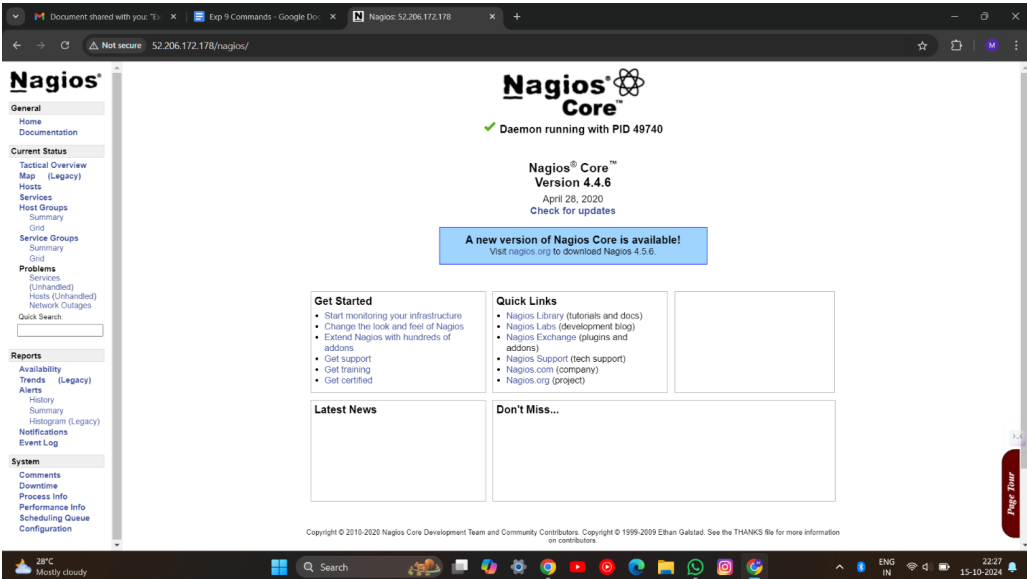 Document shared with you: "Ex
Exp 9 Commands - Google Doc
Nagios: 52.206.172.178
Not secure 52.206.172.178/nagios/
M
Nagios®
General
Home
Documentation
Current Status
Tactical Overview
Map (Legacy)
Hosts
Services
Host Groups
Summary
Grid
Service Groups
Summary
Grid
Problems
Services
(Unhandled)
Hosts (Unhandled)
Network Outages
Quick Search:
Reports
Availability
Trends (Legacy)
Alerts
History
Summary
Histogram (Legacy)
Notifications
Event Log
System
Comments
Downtime
Process Info
Performance Info
Scheduling Queue
Configuration
Nagios®
Core™
Daemon running with PID 49740
Nagios® Core™
Version 4.4.6
April 28, 2020
Check for updates
A new version of Nagios Core is available!
Visit nagios.org to download Nagios 4.5.6.
Get Started
Start monitoring your infrastructure
Change the look and feel of Nagios
Extend Nagios with hundreds of
addons
Get support
Get training
Get certified
Quick Links
Nagios Library (tutorials and docs)
Nagios Labs (development blog)
Nagios Exchange (plugins and
addons)
Nagios Support (tech support)
Nagios.com (company)
Nagios.org (project)
Latest News
Don't Miss...
Page Tour
Copyright © 2010-2020 Nagios Core Development Team and Community Contributors. Copyright © 1999-2009 Ethan Galstad. See the THANKS file for more information
on contributors.
28°C
Mostly cloudy
Search
ENG
IN
22:27
15-10-2024